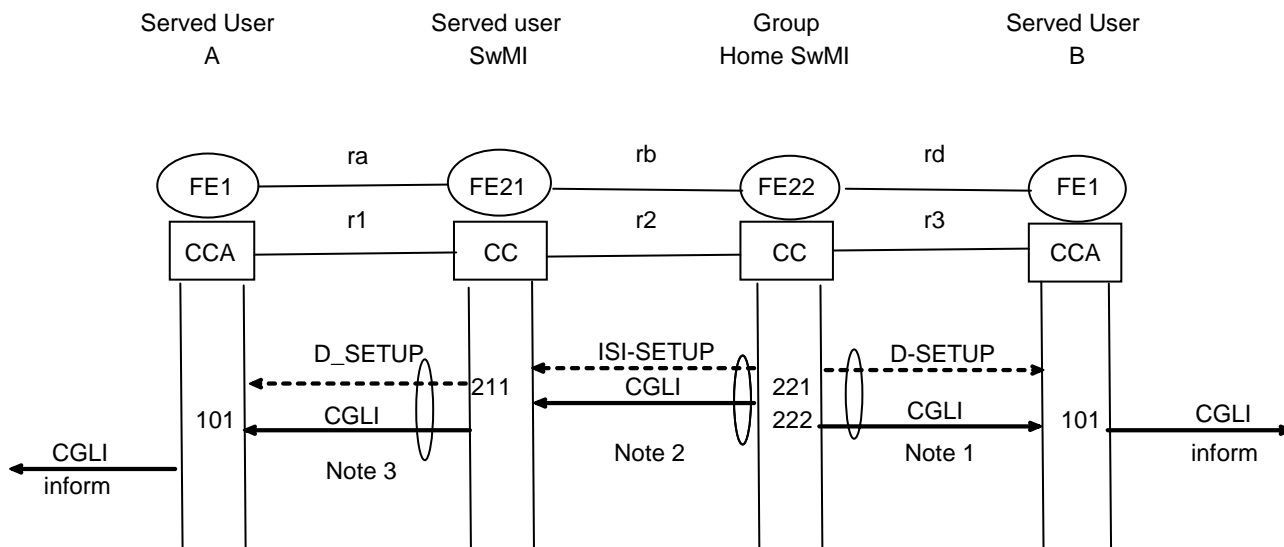 Served User
A
Served user
SwMI
Group
Home SwMI
Served User
B
ra
rb
rd
FE1
FE21
FE22
FE1
r1
r2
r3
CCA
CC
CC
CCA
D_SETUP
ISI-SETUP
D-SETUP
211
221
CGLI
101
CGLI
222
CGLI
101
CGLI
CGLI
inform
Note 3
Note 2
Note 1
inform